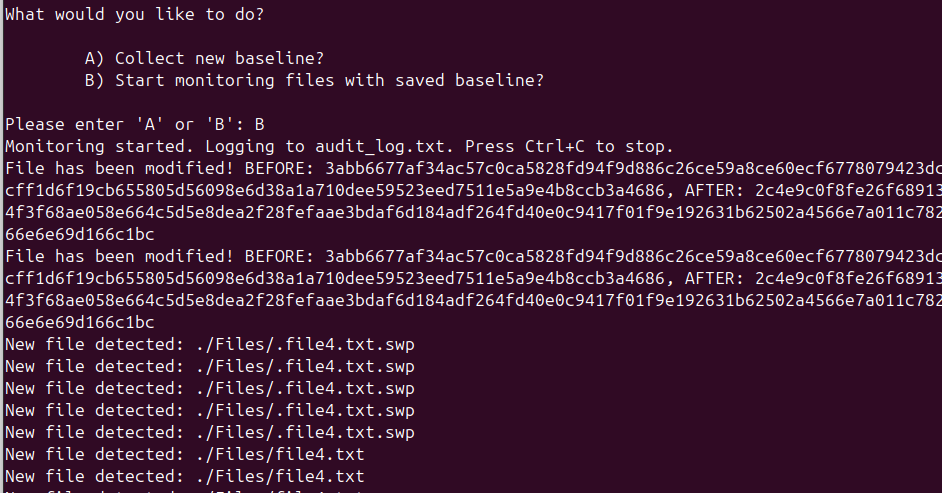 What would you like to do?
A) Collect new baseline?
B) Start monitoring files with saved baseline?
Please enter 'A' or 'B': B
Monitoring started. Logging to audit_log.txt. Press Ctrl+C to stop.
File has been modified! BEFORE: 3abb6677af34ac57c0ca5828fd94f9d886c26ce59a8ce60ecf6778079423dc
cff1d6f19cb655805d56098e6d38a1a710dee59523eed7511e5a9e4b8ccb3a4686, AFTER: 2c4e9c0f8fe26f68913
4f3f68ae058e664c5d5e8dea2f28fefaae3bdaf6d184adf264fd40e0c9417f01f9e192631b62502a4566e7a011c782
66e6e69d166c1bc
File has been modified! BEFORE: 3abb6677af34ac57c0ca5828fd94f9d886c26ce59a8ce60ecf6778079423dc
cff1d6f19cb655805d56098e6d38a1a710dee59523eed7511e5a9e4b8ccb3a4686, AFTER: 2c4e9c0f8fe26f68913
4f3f68ae058e664c5d5e8dea2f28fefaae3bdaf6d184adf264fd40e0c9417f01f9e192631b62502a4566e7a011c782
66e6e69d166c1bc
New file detected: ./Files/.file4.txt.swp
New file detected: ./Files/.file4.txt.swp
New file detected: ./Files/.file4.txt.swp
New file detected: ./Files/.file4.txt.swp
New file detected: ./Files/.file4.txt.swp
New file detected: ./Files/file4.txt
New file detected: ./Files/file4.txt